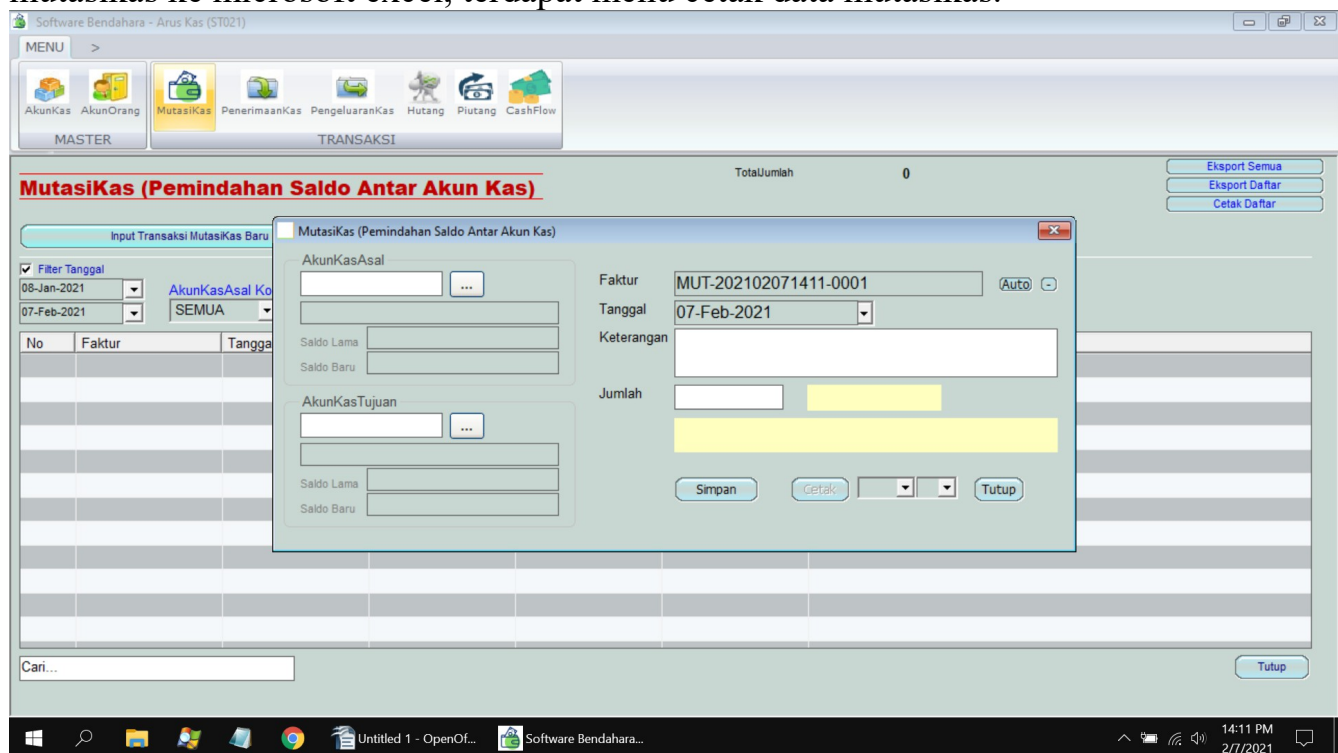 mutasikas ke microsoft excel, terdapat menu cetak data mutasikas.
Software Bendahara - Arus Kas (ST021)
MENU >
AkunKas AkunOrang MutasiKas PenerimaanKas PengeluaranKas Hutang Piutang CashFlow
MASTER TRANSAKSI
MutasiKas (Pemindahan Saldo Antar Akun Kas)
TotalJumlah 0
Eksport Semua
Eksport Daftar
Cetak Daftar
Input Transaksi MutasiKas Baru
Filter Tanggal
08-Jan-2021
07-Feb-2021
AkunKasAsal Ko
SEMUA
No Faktur Tangga
MutasiKas (Pemindahan Saldo Antar Akun Kas)
AkunKasAsal
...
Saldo Lama
Saldo Baru
AkunKasTujuan
...
Saldo Lama
Saldo Baru
Faktur MUT-202102071411-0001 Auto -
Tanggal 07-Feb-2021
Keterangan
Jumlah
Simpan Cetak Tutup
Cari...
Tutup
Untitled 1 - OpenOf... Software Bendahara...
14:11 PM
2/7/2021